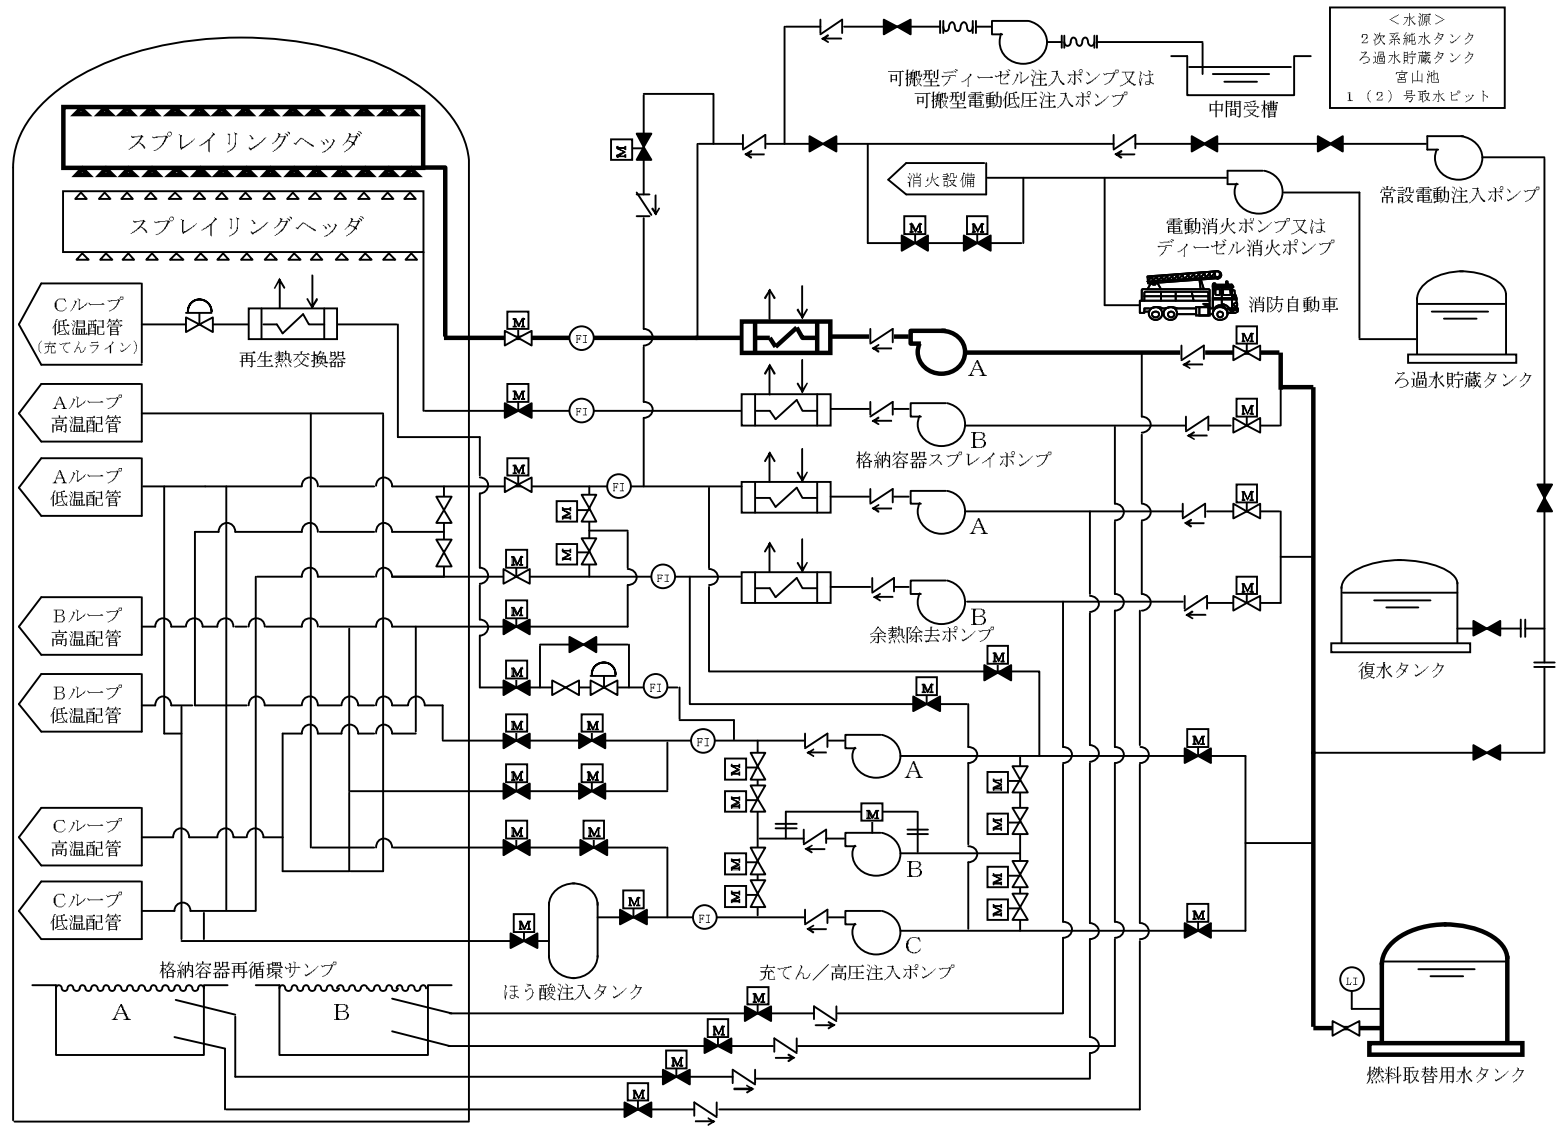 ＜水源＞
２次系純水タンク
ろ過水貯蔵タンク
宮山池
１（２）号取水ピット
可搬型ディーゼル注入ポンプ又は
可搬型電動低圧注入ポンプ
中間受槽
スプレイリングヘッダ
M
消火設備
常設電動注入ポンプ
スプレイリングヘッダ
M
M
電動消火ポンプ又は
ディーゼル消火ポンプ
Cループ
低温配管
(充てんライン)
再生熱交換器
M
FI
A
消防自動車
M
ろ過水貯蔵タンク
Aループ
高温配管
M
FI
B
M
格納容器スプレイポンプ
Aループ
低温配管
M
FI
M
M
A
M
M
FI
B
M
余熱除去ポンプ
Bループ
高温配管
M
M
復水タンク
Bループ
低温配管
M
FI
M
M
M
FI
A
M
M
M
M
M
M
M
Cループ
高温配管
M
M
M
M
B
M
M
M
Cループ
低温配管
M
M
FI
C
M
格納容器再循環サンプ
ほう酸注入タンク
充てん／高圧注入ポンプ
A
B
M
M
M
M
LI
燃料取替用水タンク